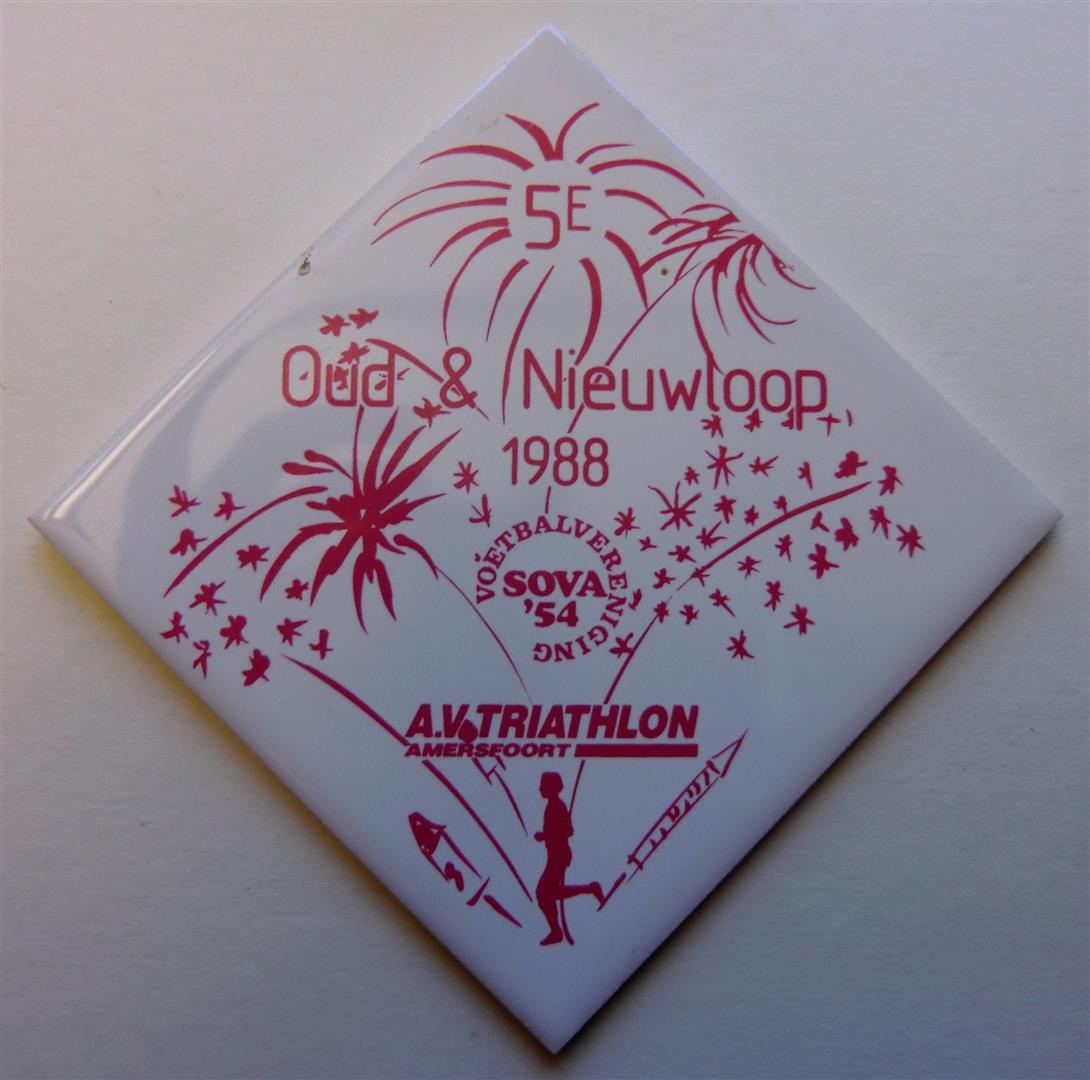 5E
Oud & Nieuwloop
1988
VOETBALVERENIGING
SOVA
'54
A.V. TRIATHLON
AMERSFOORT